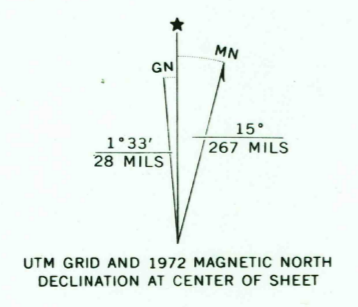 ★
MN
GN
1°33′
28 MILS
15°
267 MILS
UTM GRID AND 1972 MAGNETIC NORTH
DECLINATION AT CENTER OF SHEET